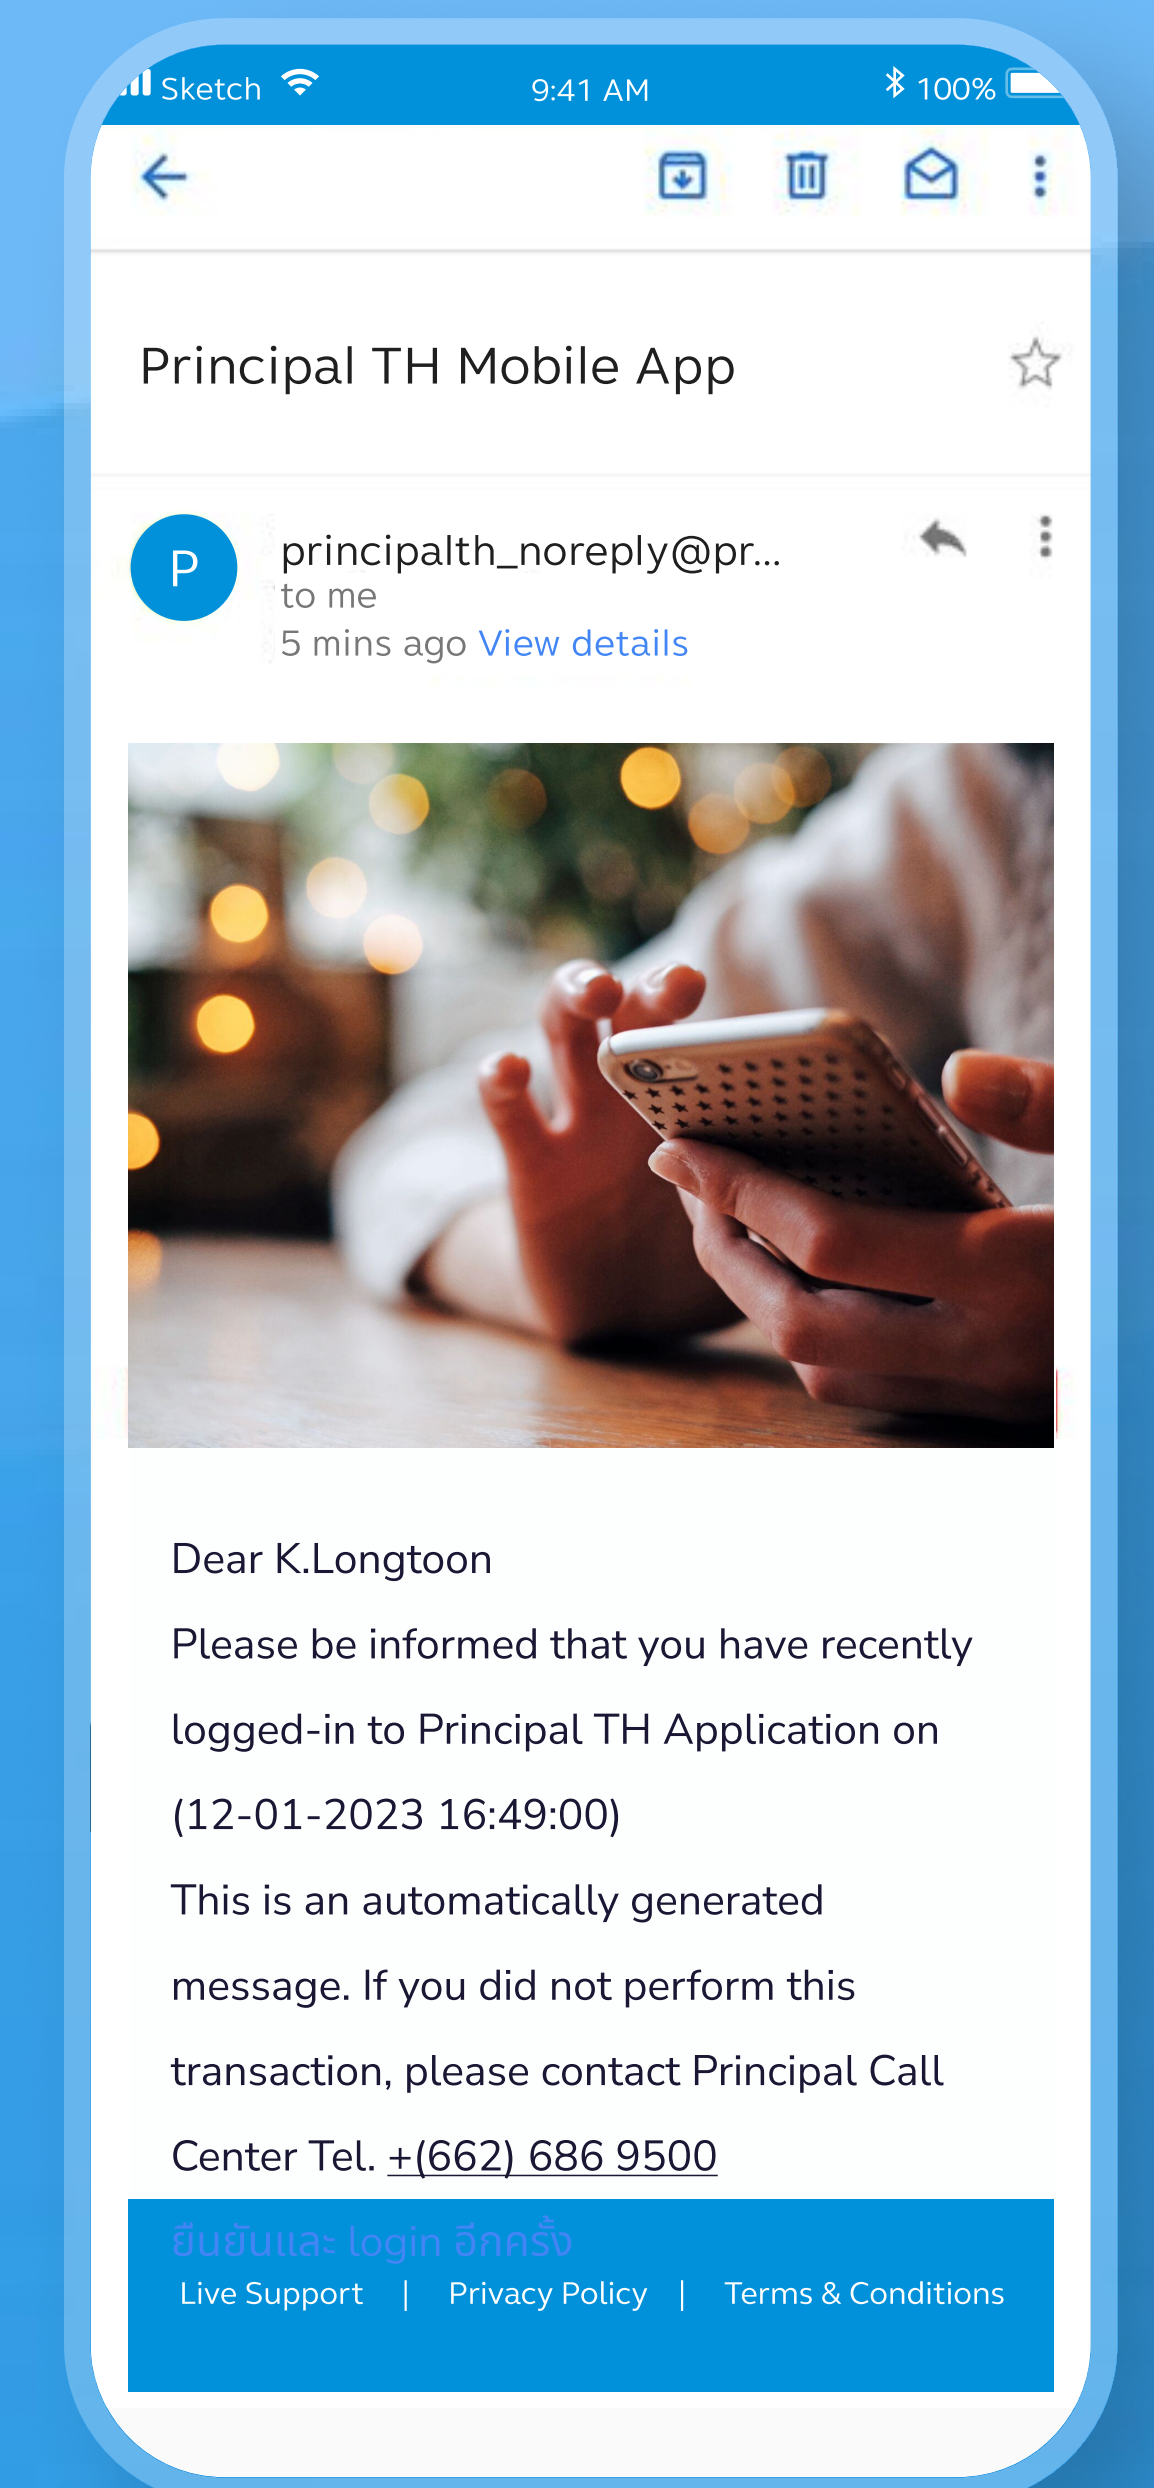 Sketch 9:41 AM 100%
Principal TH Mobile App
P
principalth_noreply@pr...
to me
5 mins ago View details
Dear K.Longtoon
Please be informed that you have recently
logged-in to Principal TH Application on
(12-01-2023 16:49:00)
This is an automatically generated
message. If you did not perform this
transaction, please contact Principal Call
Center Tel. +(662) 686 9500
ยืนยันและ login อีกครั้ง
Live Support | Privacy Policy | Terms & Conditions